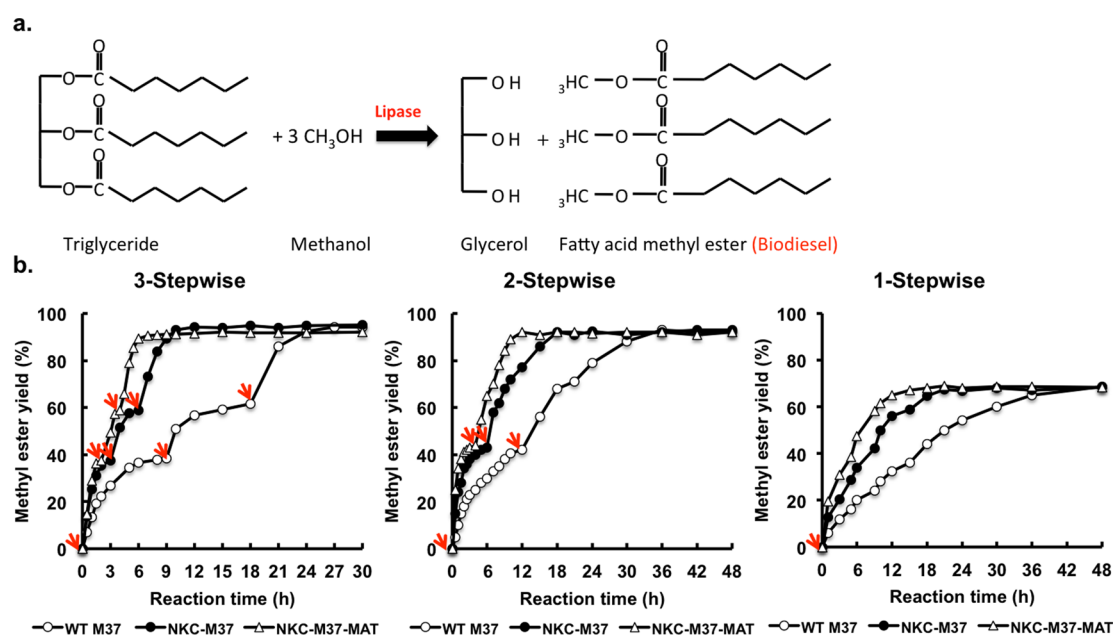 a.
O
O C
O
O C
O
O C
+ 3 CH₃OH
Lipase
O H
O H
O H
+
O
₃HC O C
O
₃HC O C
O
₃HC O C
Triglyceride
Methanol
Glycerol
Fatty acid methyl ester (Biodiesel)
b.
3-Stepwise
Methyl ester yield (%)
100
80
60
40
20
0
0 3 6 9 12 15 18 21 24 27 30
Reaction time (h)
WT M37 NKC-M37 NKC-M37-MAT
2-Stepwise
Methyl ester yield (%)
100
80
60
40
20
0
0 6 12 18 24 30 36 42 48
Reaction time (h)
WT M37 NKC-M37 NKC-M37-MAT
1-Stepwise
Methyl ester yield (%)
100
80
60
40
20
0
0 6 12 18 24 30 36 42 48
Reaction time (h)
WT M37 NKC-M37 NKC-M37-MAT